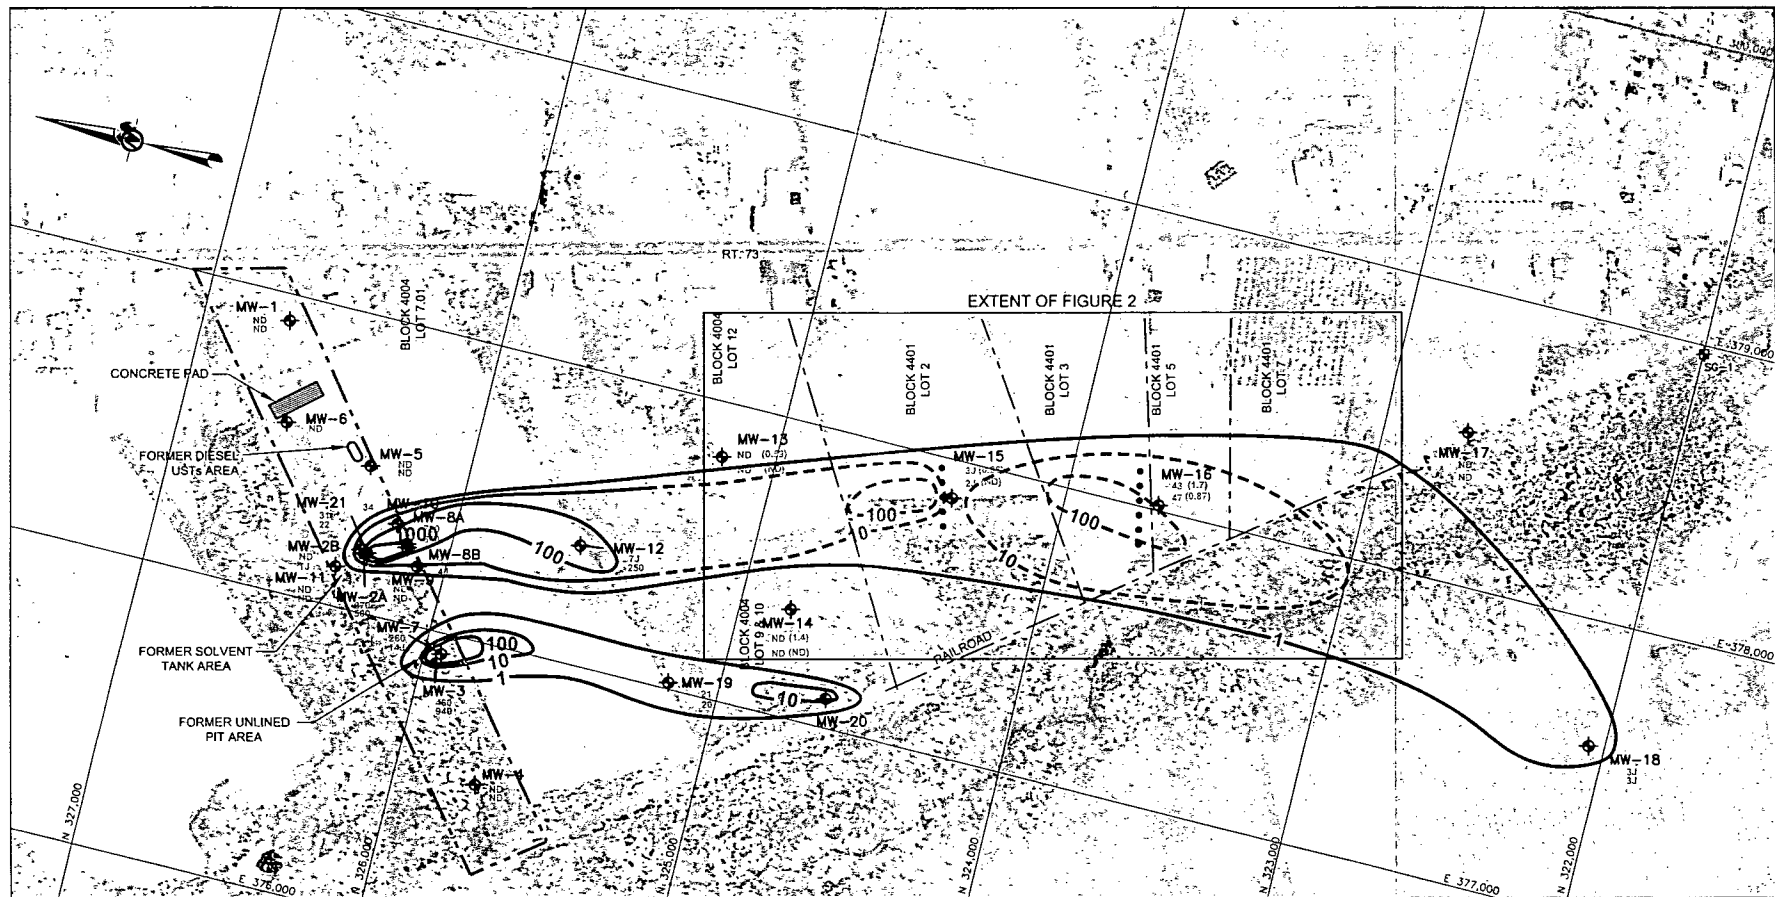 E 380,000
N
RT. 73
EXTENT OF FIGURE 2
BLOCK 4004
LOT 7.01
BLOCK 4004
LOT 12
BLOCK 4401
LOT 2
BLOCK 4401
LOT 3
BLOCK 4401
LOT 5
BLOCK 4401
LOT 7
MW-1
ND
ND
E 379,000
SG-1
CONCRETE PAD
MW-6
ND
FORMER DIESEL
USTs AREA
MW-5
ND
ND
MW-13
ND
MW-15
MW-16
43 (1.7)
47 (0.87)
MW-17
ND
ND
MW-21
22
34
MW-8A
1000
MW-2B
ND
MW-8B
100
MW-12
7J
250
100
10
100
10
MW-11
ND
ND
MW-2A
MW-9
MW-7
260
MW-14
ND (1.4)
ND (ND)
BLOCK 4004
RAILROAD
1
E 378,000
FORMER SOLVENT
TANK AREA
100
10
1
MW-19
21
20
10
MW-20
MW-3
940
FORMER UNLINED
PIT AREA
MW-4
ND
ND
MW-18
3J
3J
N 327,000
N 326,000
N 325,000
N 324,000
N 323,000
N 322,000
E 376,000
E 377,000